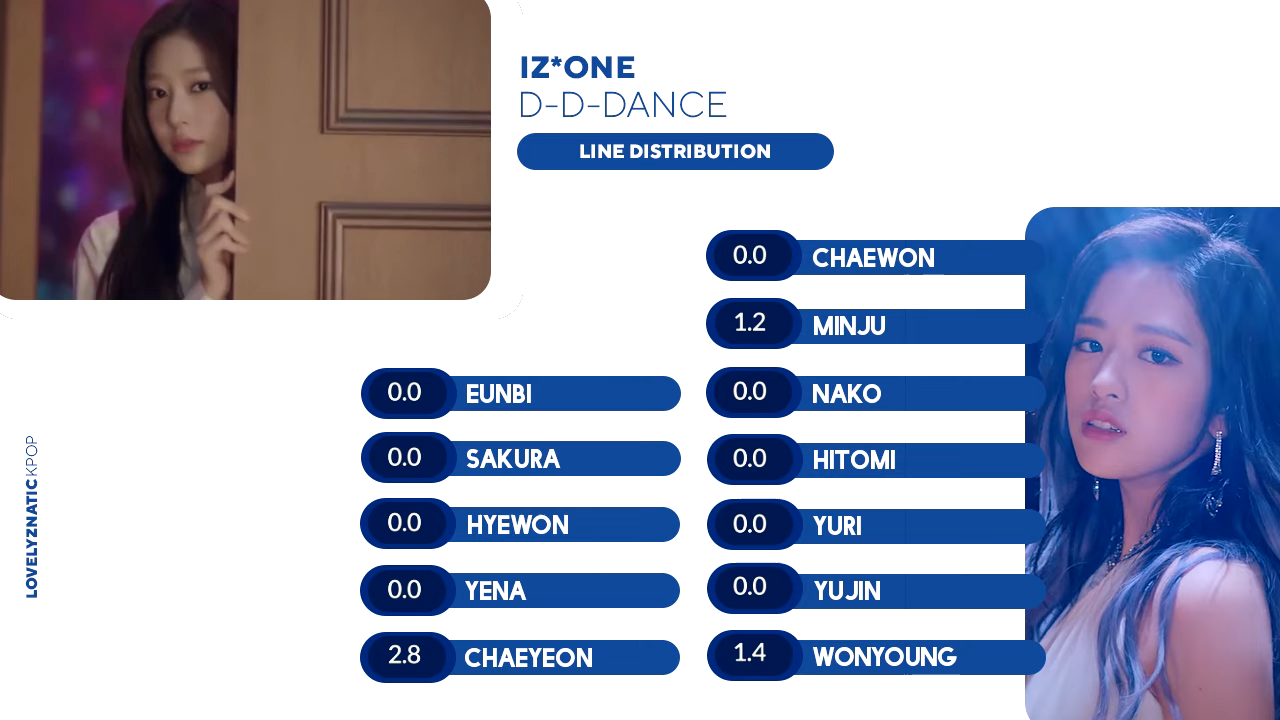 IZ*ONE
D-D-DANCE
LINE DISTRIBUTION
0.0 EUNBI
0.0 SAKURA
0.0 HYEWON
0.0 YENA
2.8 CHAEYEON
0.0 CHAEWON
1.2 MINJU
0.0 NAKO
0.0 HITOMI
0.0 YURI
0.0 YUJIN
1.4 WONYOUNG
LOVELYZNATICKPOP